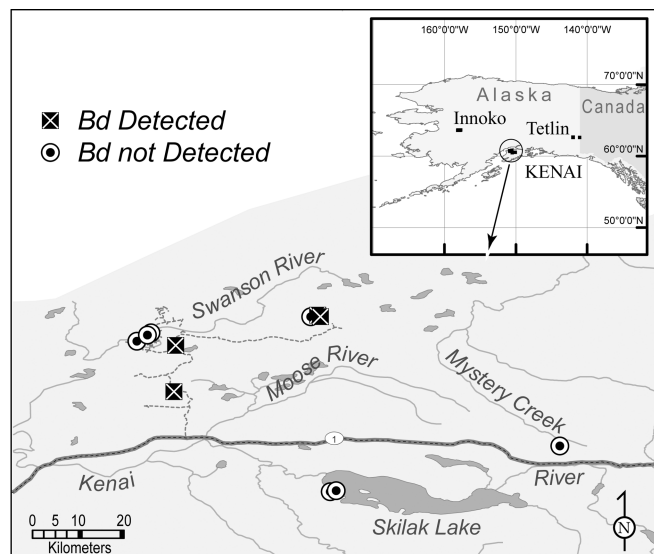 160°0'0"W 150°0'0"W 140°0'0"W
70°0'0"N
Alaska
Canada
Innoko
Tetlin
60°0'0"N
KENAI
50°0'0"N
Bd Detected
Bd not Detected
Swanson River
Moose River
Mystery Creek
1
Kenai
River
Skilak Lake
0 5 10 20
Kilometers
N